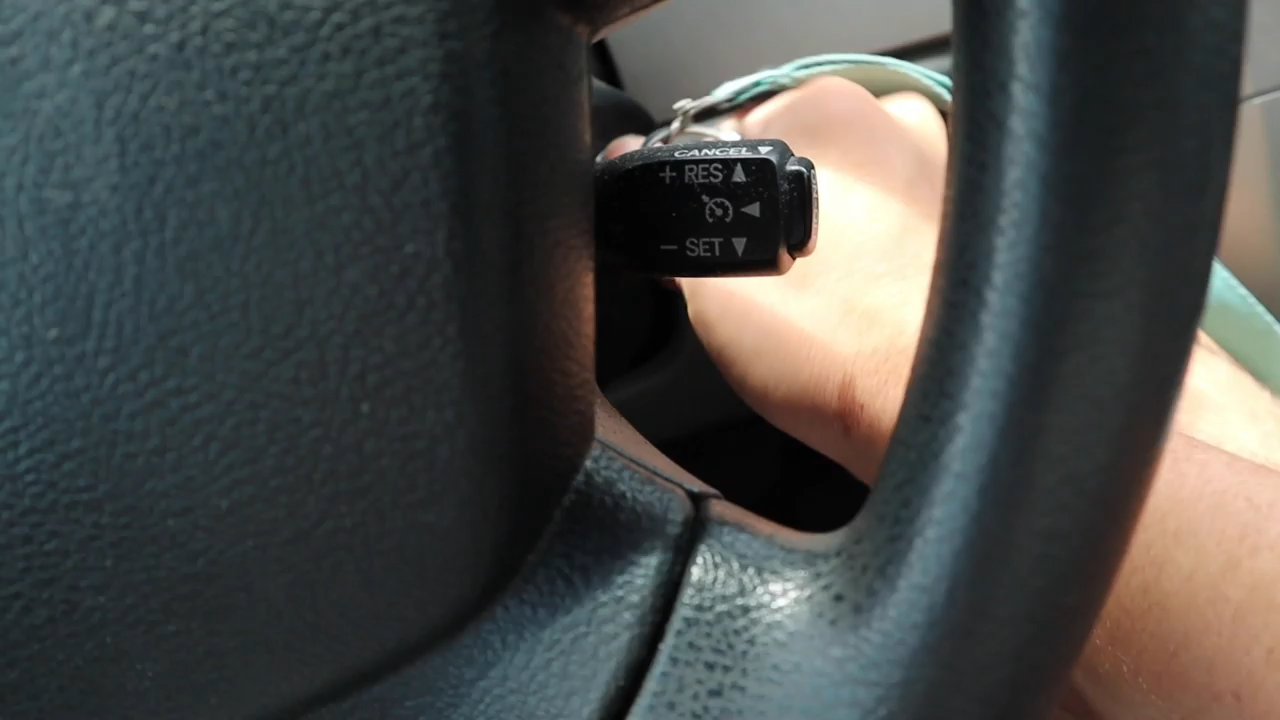 CANCEL ▼
+ RES ▲
◀
− SET ▼